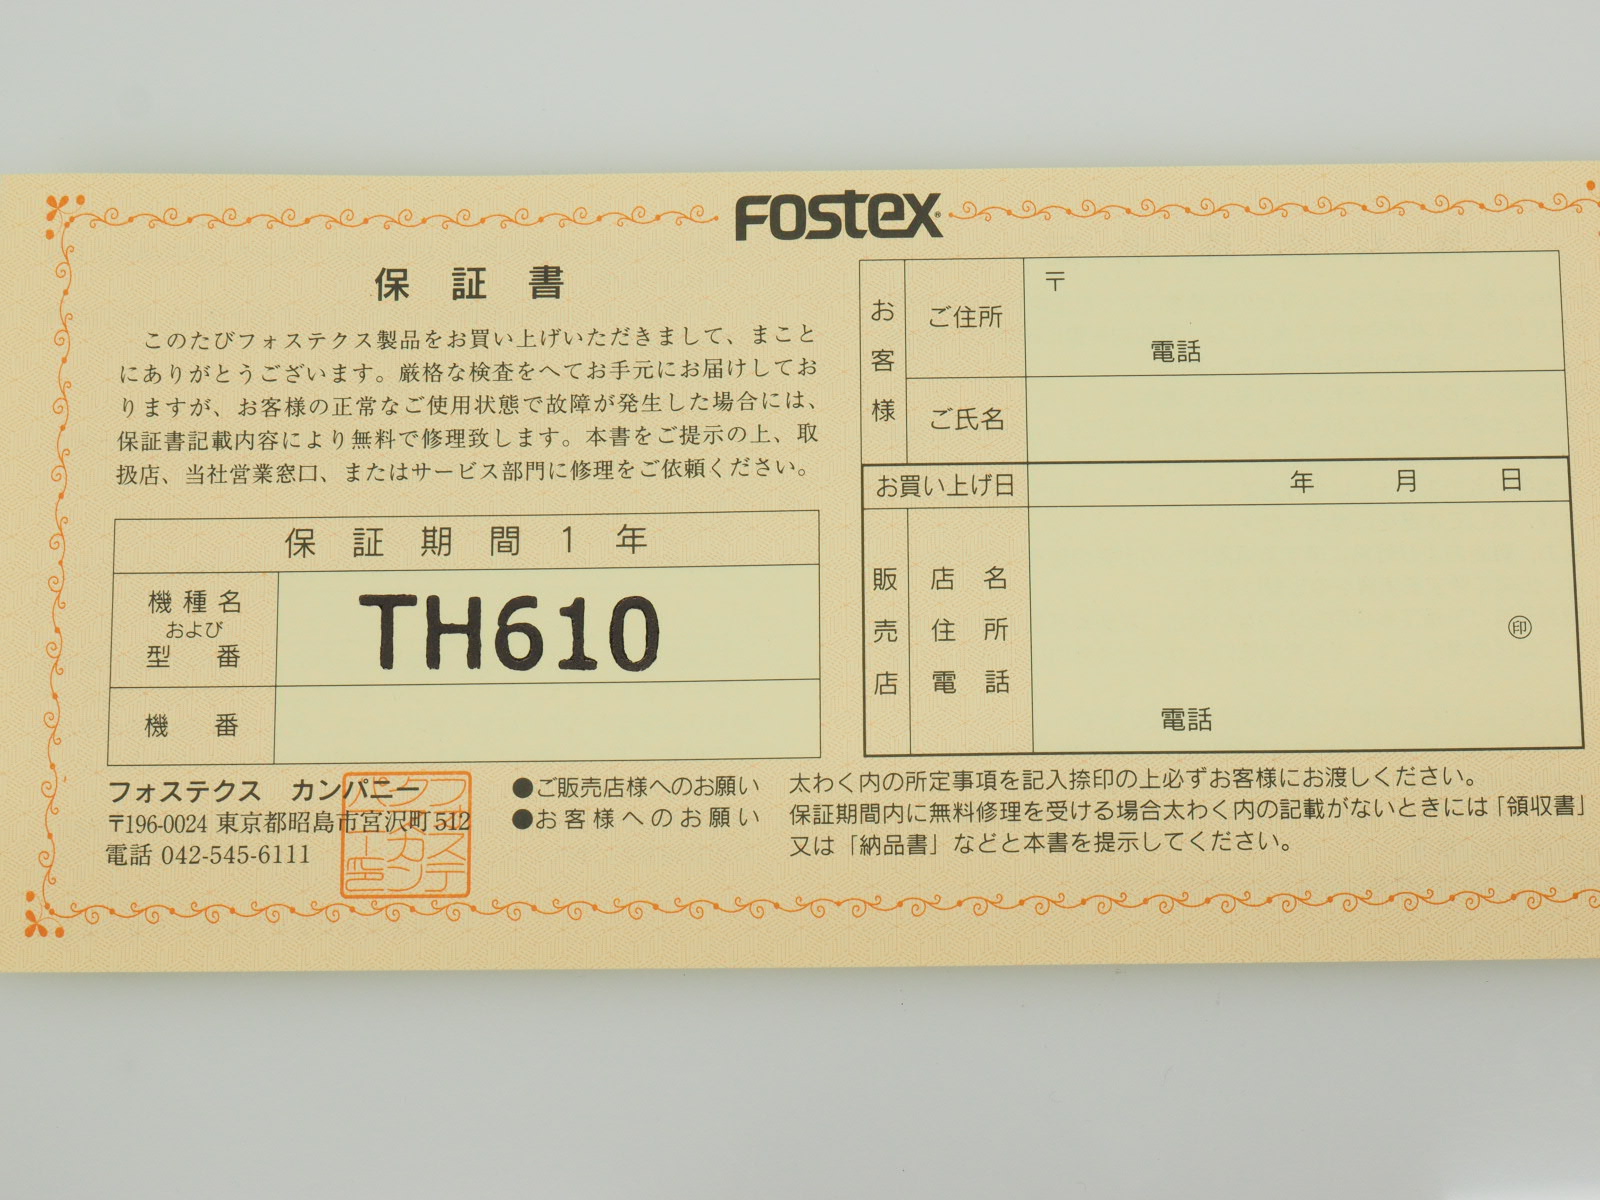 FOSTEX®
保証書
このたびフォステクス製品をお買い上げいただきまして、まこと
にありがとうございます。厳格な検査をへてお手元にお届けしてお
りますが、お客様の正常なご使用状態で故障が発生した場合には、
保証書記載内容により無料で修理致します。本書をご提示の上、取
扱店、当社営業窓口、またはサービス部門に修理をご依頼ください。
保証期間1年
機種名
および
型番
TH610
機番
フォステクス カンパニー
〒196-0024 東京都昭島市宮沢町512
電話 042-545-6111
フォステクスカンパニー印
お客様
ご住所
〒
電話
ご氏名
お買い上げ日
年 月 日
販売店
店名
住所
電話
印
電話
●ご販売店様へのお願い 太わく内の所定事項を記入捺印の上必ずお客様にお渡しください。
●お客様へのお願い 保証期間内に無料修理を受ける場合太わく内の記載がないときには「領収書」
又は「納品書」などと本書を提示してください。